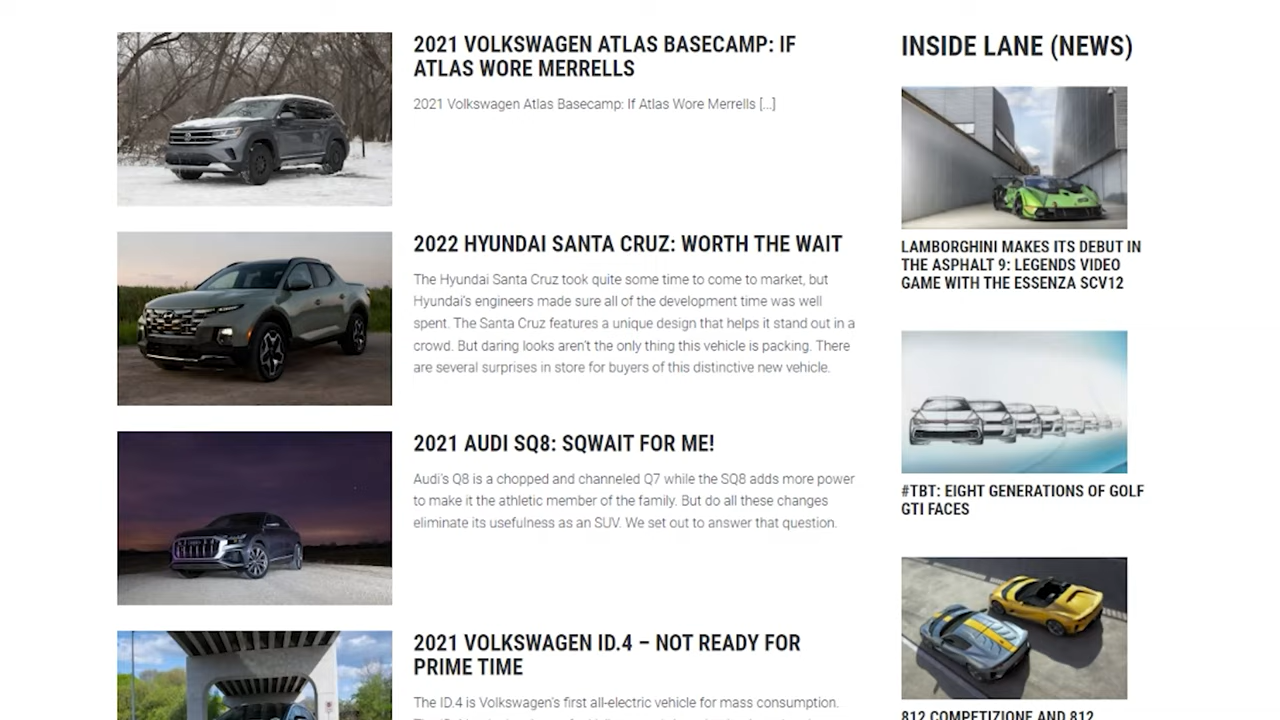 2021 VOLKSWAGEN ATLAS BASECAMP: IF
ATLAS WORE MERRELLS
2021 Volkswagen Atlas Basecamp: If Atlas Wore Merrells [...]
2022 HYUNDAI SANTA CRUZ: WORTH THE WAIT
The Hyundai Santa Cruz took quite some time to come to market, but
Hyundai's engineers made sure all of the development time was well
spent. The Santa Cruz features a unique design that helps it stand out in a
crowd. But daring looks aren't the only thing this vehicle is packing. There
are several surprises in store for buyers of this distinctive new vehicle.
2021 AUDI SQ8: SQWAIT FOR ME!
Audi's Q8 is a chopped and channeled Q7 while the SQ8 adds more power
to make it the athletic member of the family. But do all these changes
eliminate its usefulness as an SUV. We set out to answer that question.
2021 VOLKSWAGEN ID.4 – NOT READY FOR
PRIME TIME
The ID.4 is Volkswagen's first all-electric vehicle for mass consumption.
INSIDE LANE (NEWS)
LAMBORGHINI MAKES ITS DEBUT IN
THE ASPHALT 9: LEGENDS VIDEO
GAME WITH THE ESSENZA SCV12
#TBT: EIGHT GENERATIONS OF GOLF
GTI FACES
812 COMPETIZIONE AND 812